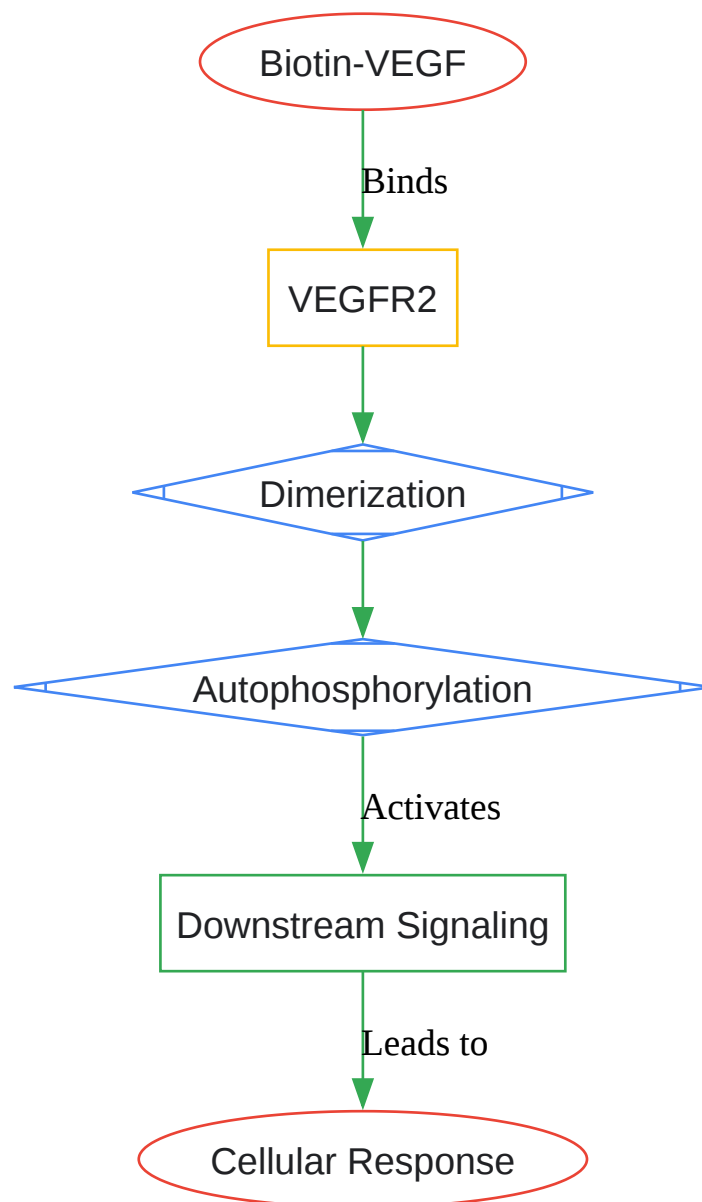 Biotin-VEGF
Binds
VEGFR2
Dimerization
Autophosphorylation
Activates
Downstream Signaling
Leads to
Cellular Response